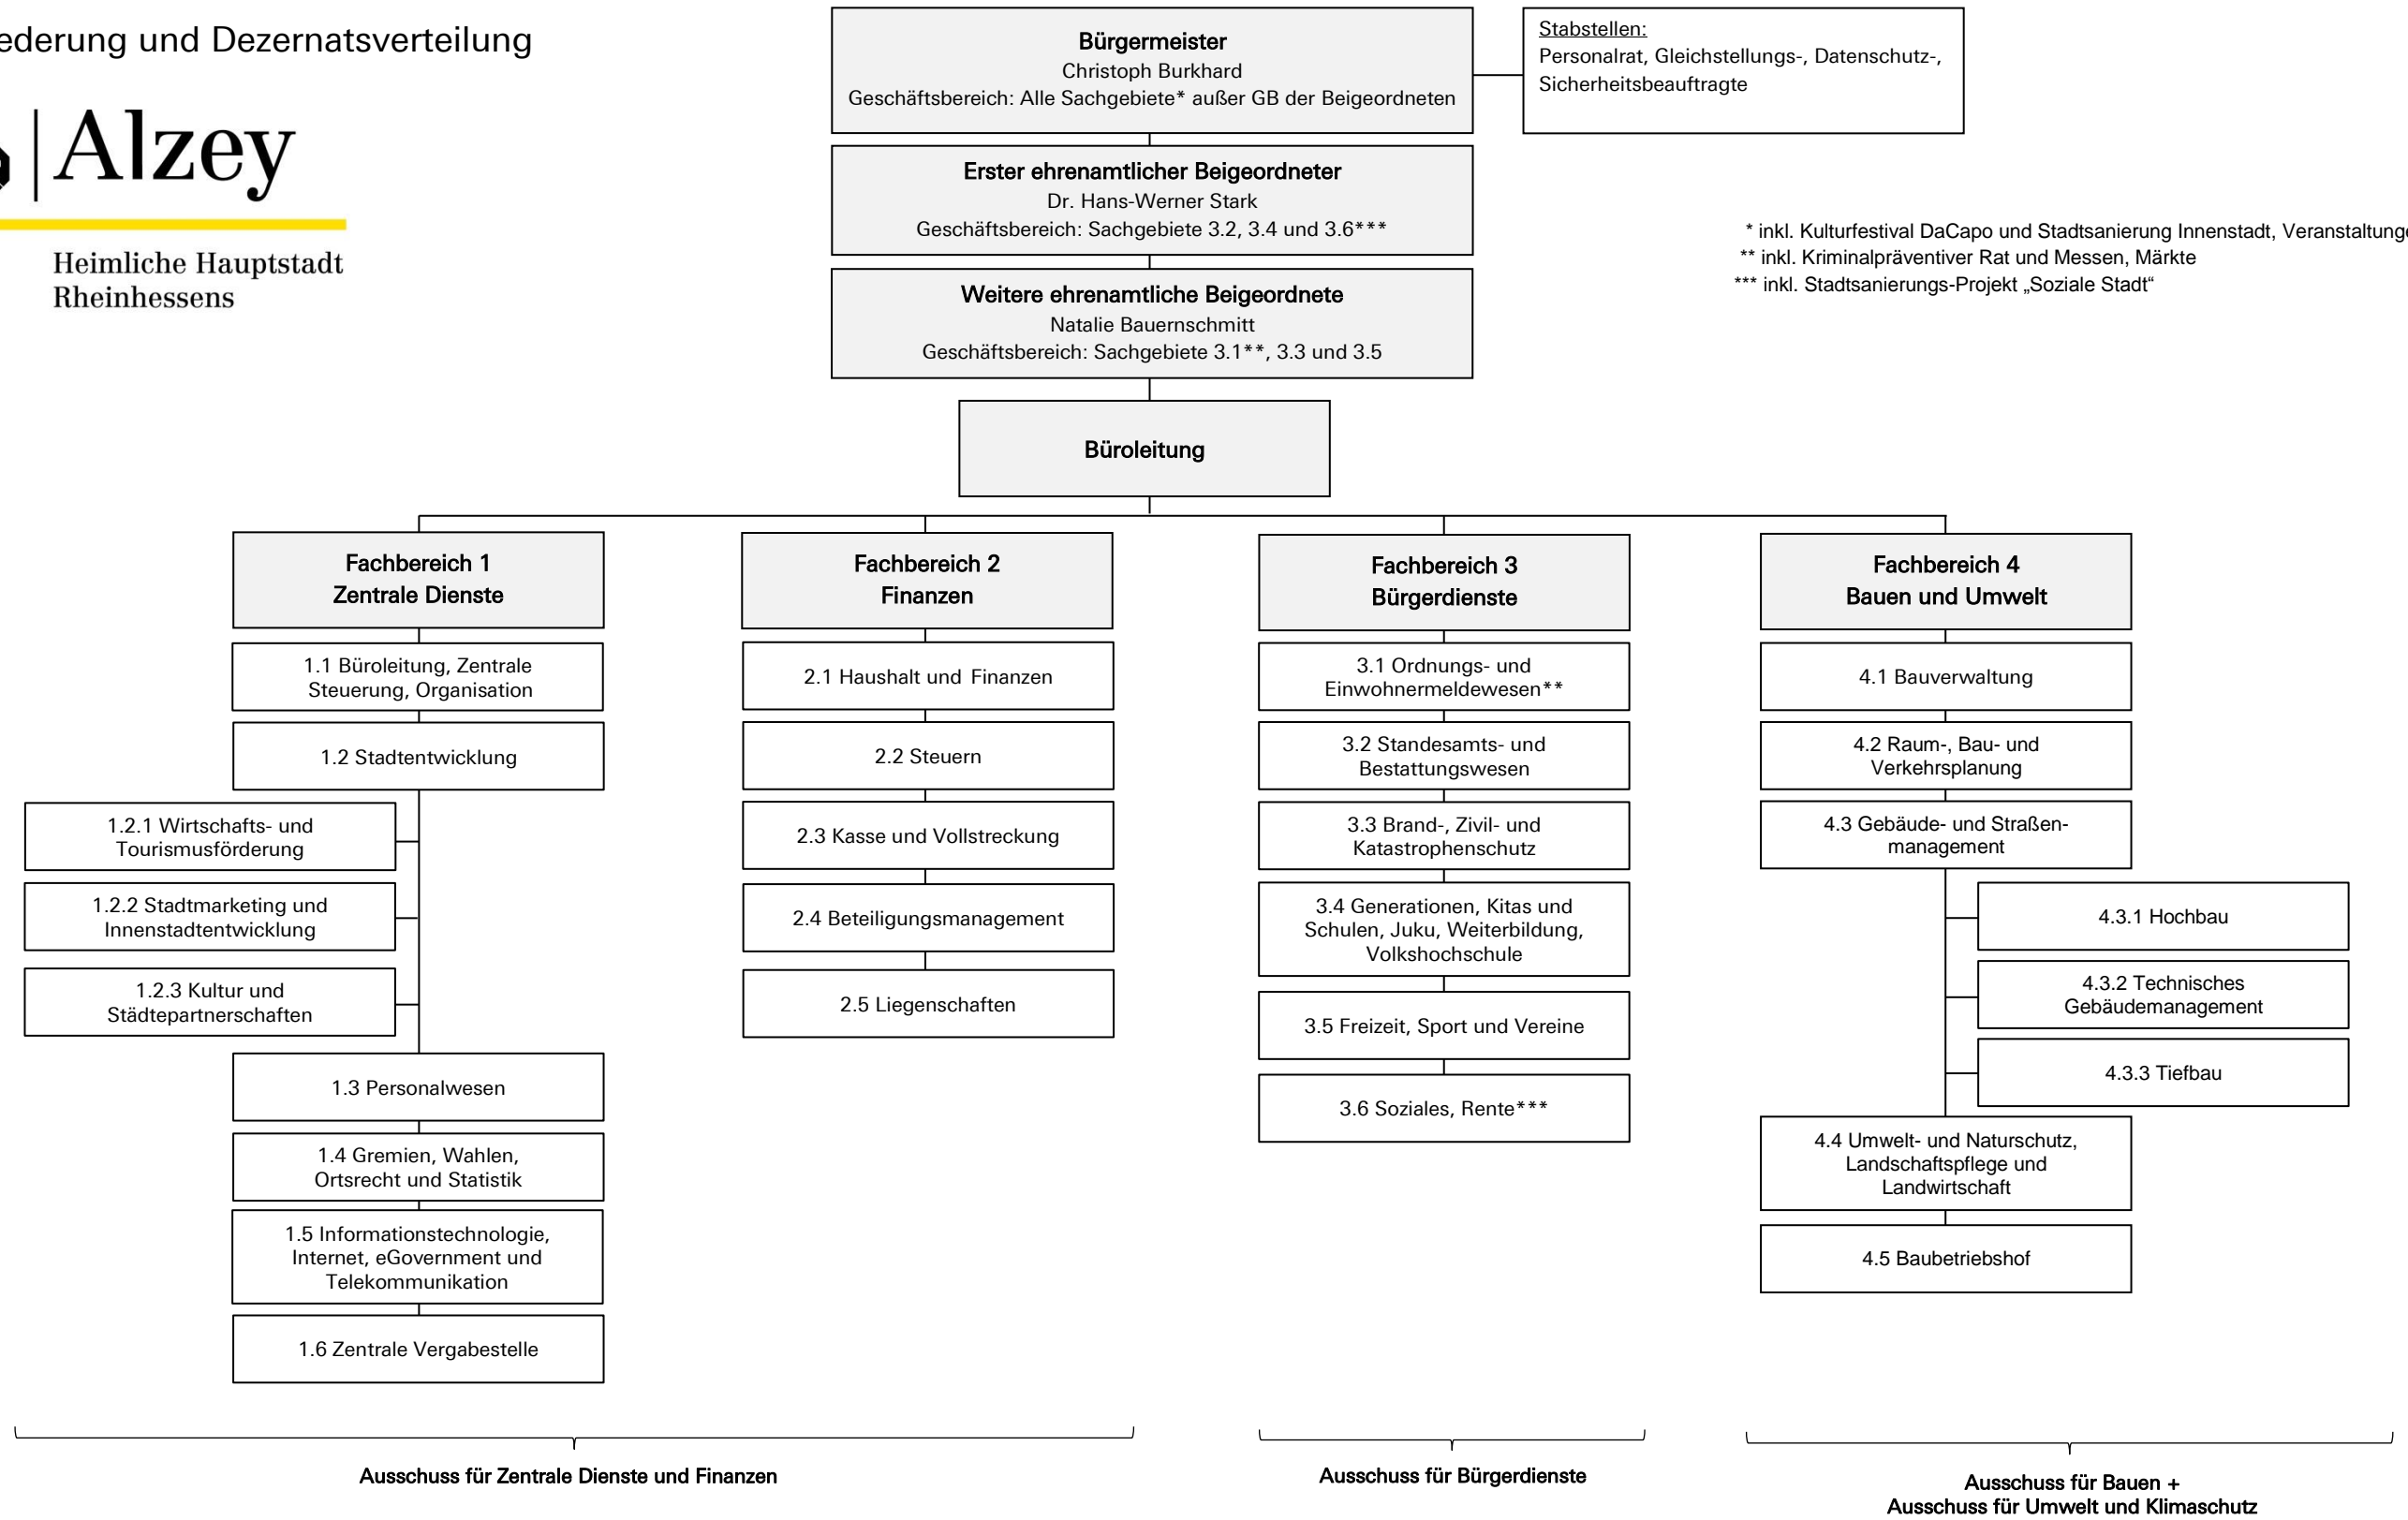 ederung und Dezernatsverteilung
Alzey
Heimliche Hauptstadt
Rheinhessens
Bürgermeister
Christoph Burkhard
Geschäftsbereich: Alle Sachgebiete* außer GB der Beigeordneten
Stabstellen:
Personalrat, Gleichstellungs-, Datenschutz-,
Sicherheitsbeauftragte
Erster ehrenamtlicher Beigeordneter
Dr. Hans-Werner Stark
Geschäftsbereich: Sachgebiete 3.2, 3.4 und 3.6***
* inkl. Kulturfestival DaCapo und Stadtsanierung Innenstadt, Veranstaltunge
** inkl. Kriminalpräventiver Rat und Messen, Märkte
*** inkl. Stadtsanierungs-Projekt „Soziale Stadt“
Weitere ehrenamtliche Beigeordnete
Natalie Bauernschmitt
Geschäftsbereich: Sachgebiete 3.1**, 3.3 und 3.5
Büroleitung
Fachbereich 1
Zentrale Dienste
1.1 Büroleitung, Zentrale
Steuerung, Organisation
1.2 Stadtentwicklung
1.2.1 Wirtschafts- und
Tourismusförderung
1.2.2 Stadtmarketing und
Innenstadtentwicklung
1.2.3 Kultur und
Städtepartnerschaften
1.3 Personalwesen
1.4 Gremien, Wahlen,
Ortsrecht und Statistik
1.5 Informationstechnologie,
Internet, eGovernment und
Telekommunikation
1.6 Zentrale Vergabestelle
Fachbereich 2
Finanzen
2.1 Haushalt und Finanzen
2.2 Steuern
2.3 Kasse und Vollstreckung
2.4 Beteiligungsmanagement
2.5 Liegenschaften
Fachbereich 3
Bürgerdienste
3.1 Ordnungs- und
Einwohnermeldewesen**
3.2 Standesamts- und
Bestattungswesen
3.3 Brand-, Zivil- und
Katastrophenschutz
3.4 Generationen, Kitas und
Schulen, Juku, Weiterbildung,
Volkshochschule
3.5 Freizeit, Sport und Vereine
3.6 Soziales, Rente***
Fachbereich 4
Bauen und Umwelt
4.1 Bauverwaltung
4.2 Raum-, Bau- und
Verkehrsplanung
4.3 Gebäude- und Straßen-
management
4.3.1 Hochbau
4.3.2 Technisches
Gebäudemanagement
4.3.3 Tiefbau
4.4 Umwelt- und Naturschutz,
Landschaftspflege und
Landwirtschaft
4.5 Baubetriebshof
Ausschuss für Zentrale Dienste und Finanzen
Ausschuss für Bürgerdienste
Ausschuss für Bauen +
Ausschuss für Umwelt und Klimaschutz